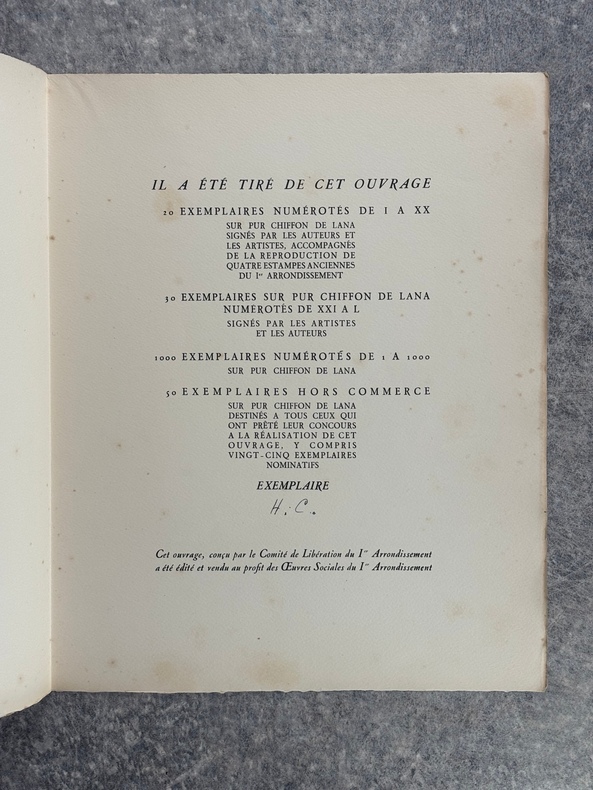 IL A ÉTÉ TIRÉ DE CET OUVRAGE
20 EXEMPLAIRES NUMÉROTÉS DE I A XX
SUR PUR CHIFFON DE LANA
SIGNÉS PAR LES AUTEURS ET
LES ARTISTES, ACCOMPAGNÉS
DE LA REPRODUCTION DE
QUATRE ESTAMPES ANCIENNES
DU Ier ARRONDISSEMENT
30 EXEMPLAIRES SUR PUR CHIFFON DE LANA
NUMÉROTÉS DE XXI A L
SIGNÉS PAR LES ARTISTES
ET LES AUTEURS
1000 EXEMPLAIRES NUMÉROTÉS DE 1 A 1000
SUR PUR CHIFFON DE LANA
50 EXEMPLAIRES HORS COMMERCE
SUR PUR CHIFFON DE LANA
DESTINÉS A TOUS CEUX QUI
ONT PRÊTÉ LEUR CONCOURS
A LA RÉALISATION DE CET
OUVRAGE, Y COMPRIS
VINGT-CINQ EXEMPLAIRES
NOMINATIFS
EXEMPLAIRE
H. C.
Cet ouvrage, conçu par le Comité de Libération du Ier Arrondissement
a été édité et vendu au profit des Œuvres Sociales du Ier Arrondissement